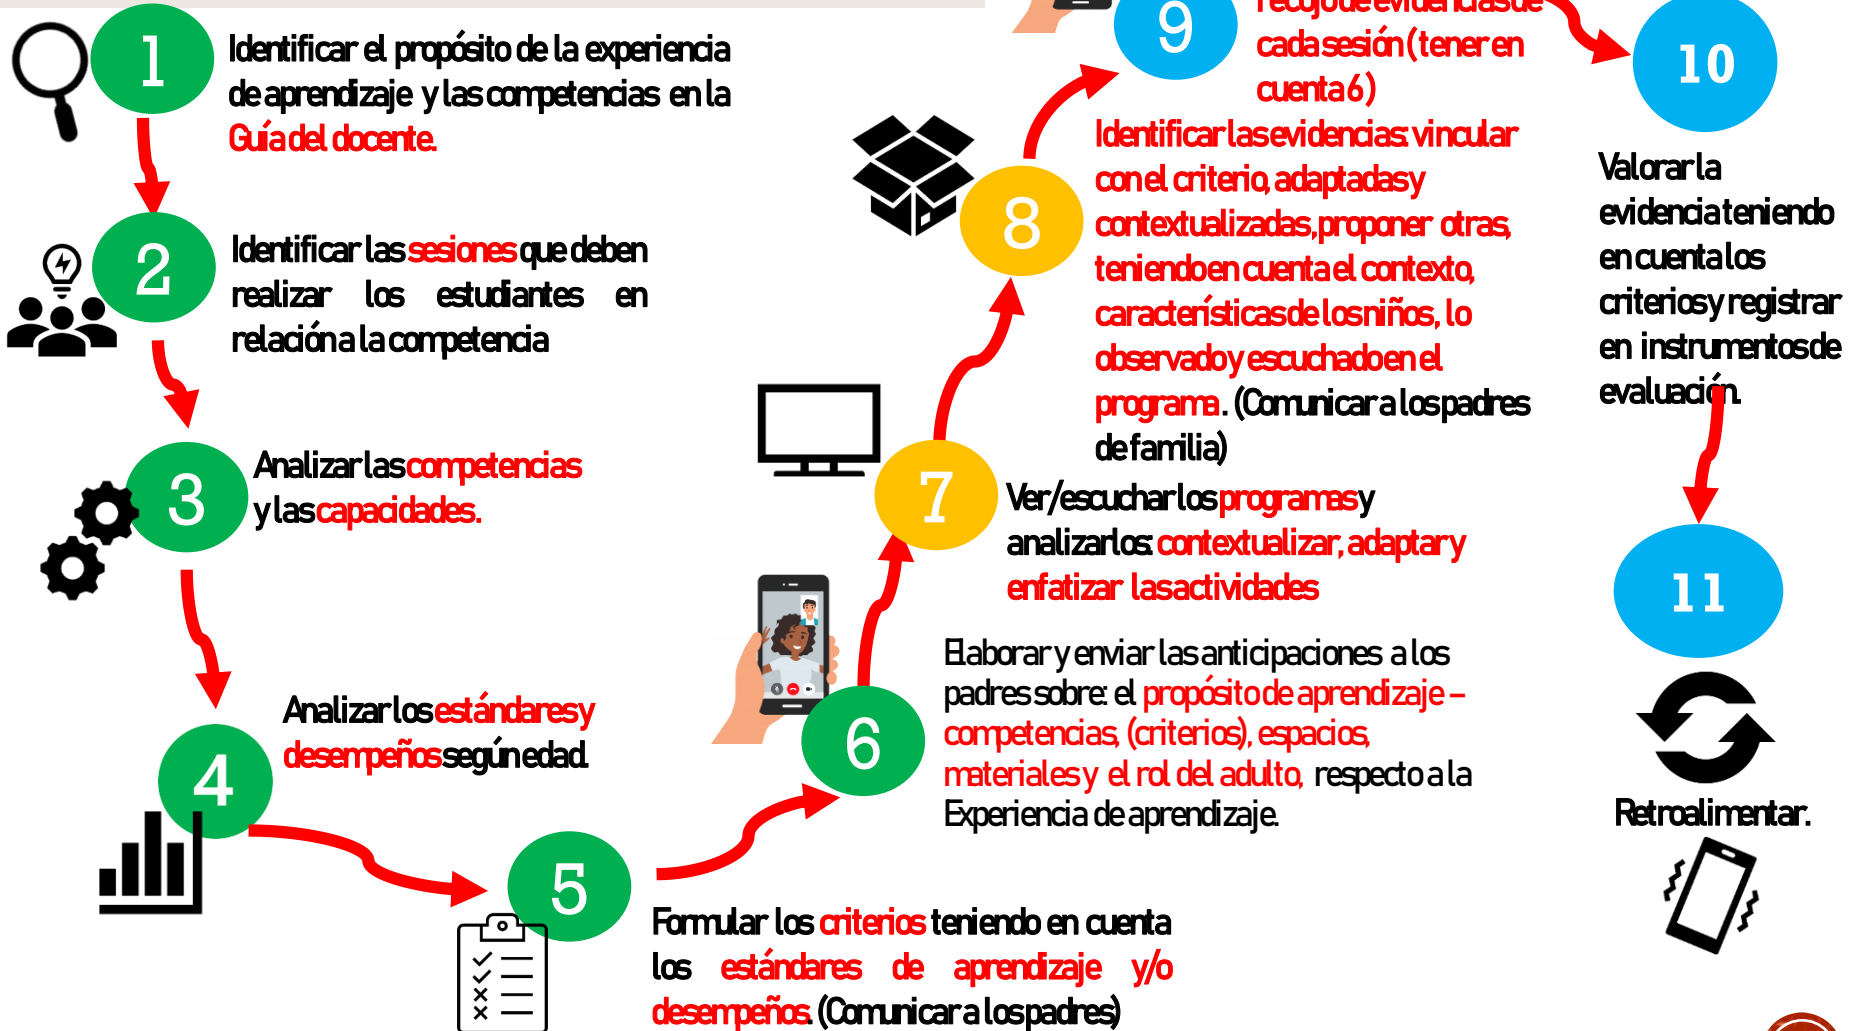 1
Identificar el propósito de la experiencia
de aprendizaje y las competencias en la
Guía del docente.
2
Identificar las sesiones que deben
realizar los estudiantes en
relación a la competencia
3
Analizar las competencias
y las capacidades.
4
Analizar los estándares y
desempeños según edad.
5
Formular los criterios teniendo en cuenta
los estándares de aprendizaje y/o
desempeños. (Comunicar a los padres)
6
Elaborar y enviar las anticipaciones a los
padres sobre: el propósito de aprendizaje –
competencias, (criterios), espacios,
materiales y el rol del adulto, respecto a la
Experiencia de aprendizaje.
7
Ver/escuchar los programas y
analizarlos: contextualizar, adaptar y
enfatizar las actividades
8
Identificar las evidencias: vincular
con el criterio, adaptadas y
contextualizadas, proponer otras,
teniendo en cuenta el contexto,
características de los niños, lo
observado y escuchado en el
programa. (Comunicar a los padres
de familia)
9
recojo de evidencias de
cada sesión (tener en
cuenta 6)
10
Valorar la
evidencia teniendo
en cuenta los
criterios y registrar
en instrumentos de
evaluación.
11
Retroalimentar.